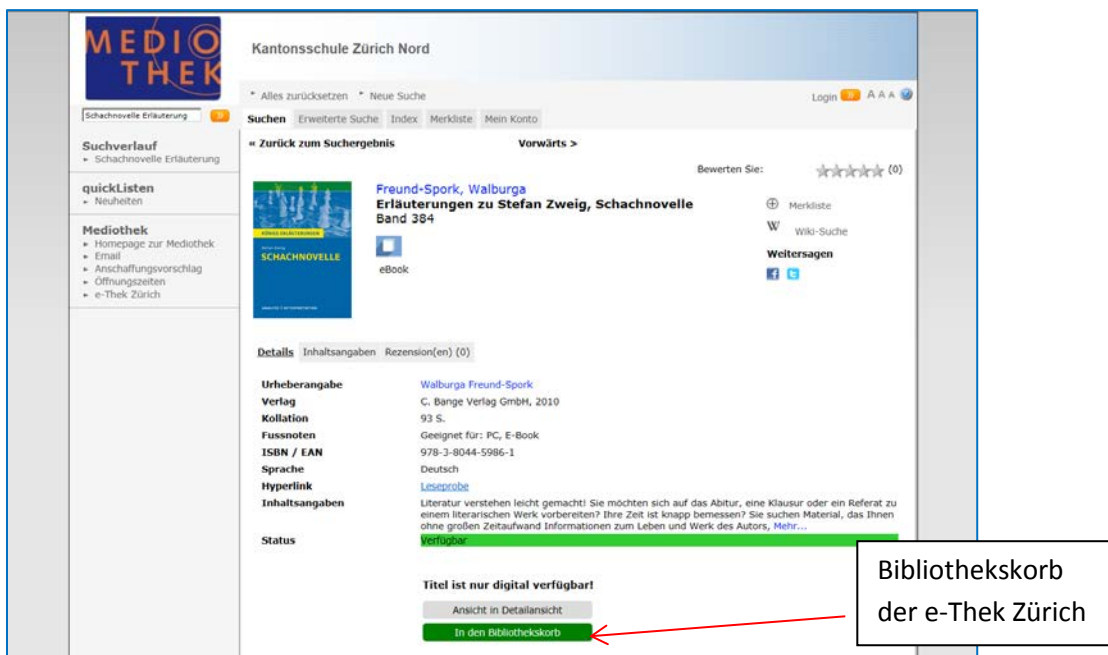 MEDIO
THEK
Kantonsschule Zürich Nord
Alles zurücksetzen Neue Suche
Login A A A
Schachnovelle Erläuterung
Suchen Erweiterte Suche Index Merkliste Mein Konto
Suchverlauf
Schachnovelle Erläuterung
quickListen
Neuheiten
Mediothek
Homepage zur Mediothek
Email
Anschaffungsvorschlag
Öffnungszeiten
e-Thek Zürich
« Zurück zum Suchergebnis Vorwärts >
Bewerten Sie: (0)
KÖNIGS ERLÄUTERUNGEN
Stefan Zweig
SCHACHNOVELLE
Freund-Spork, Walburga
Erläuterungen zu Stefan Zweig, Schachnovelle
Band 384
eBook
Merkliste
W Wiki-Suche
Weitersagen
Details Inhaltsangaben Rezension(en) (0)
Urheberangabe Walburga Freund-Spork
Verlag C. Bange Verlag GmbH, 2010
Kollation 93 S.
Fussnoten Geeignet für: PC, E-Book
ISBN / EAN 978-3-8044-5986-1
Sprache Deutsch
Hyperlink Leseprobe
Inhaltsangaben Literatur verstehen leicht gemacht! Sie möchten sich auf das Abitur, eine Klausur oder ein Referat zu
einem literarischen Werk vorbereiten? Ihre Zeit ist knapp bemessen? Sie suchen Material, das Ihnen
ohne großen Zeitaufwand Informationen zum Leben und Werk des Autors, Mehr...
Status Verfügbar
Titel ist nur digital verfügbar!
Ansicht in Detailansicht
In den Bibliothekskorb
Bibliothekskorb
der e-Thek Zürich